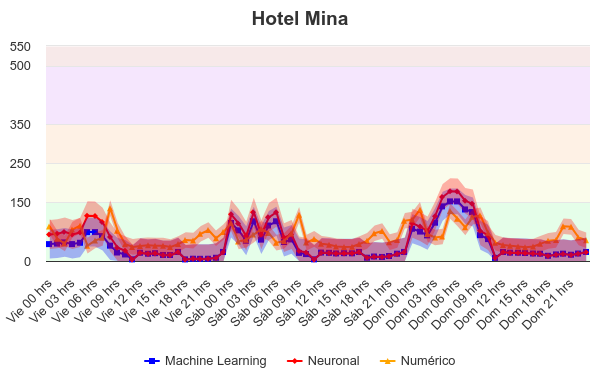 Hotel Mina
550
500
350
250
150
0
Vie 00 hrs
Vie 03 hrs
Vie 06 hrs
Vie 09 hrs
Vie 12 hrs
Vie 15 hrs
Vie 18 hrs
Vie 21 hrs
Sáb 00 hrs
Sáb 03 hrs
Sáb 06 hrs
Sáb 09 hrs
Sáb 12 hrs
Sáb 15 hrs
Sáb 18 hrs
Sáb 21 hrs
Dom 00 hrs
Dom 03 hrs
Dom 06 hrs
Dom 09 hrs
Dom 12 hrs
Dom 15 hrs
Dom 18 hrs
Dom 21 hrs
Machine Learning Neuronal Numérico